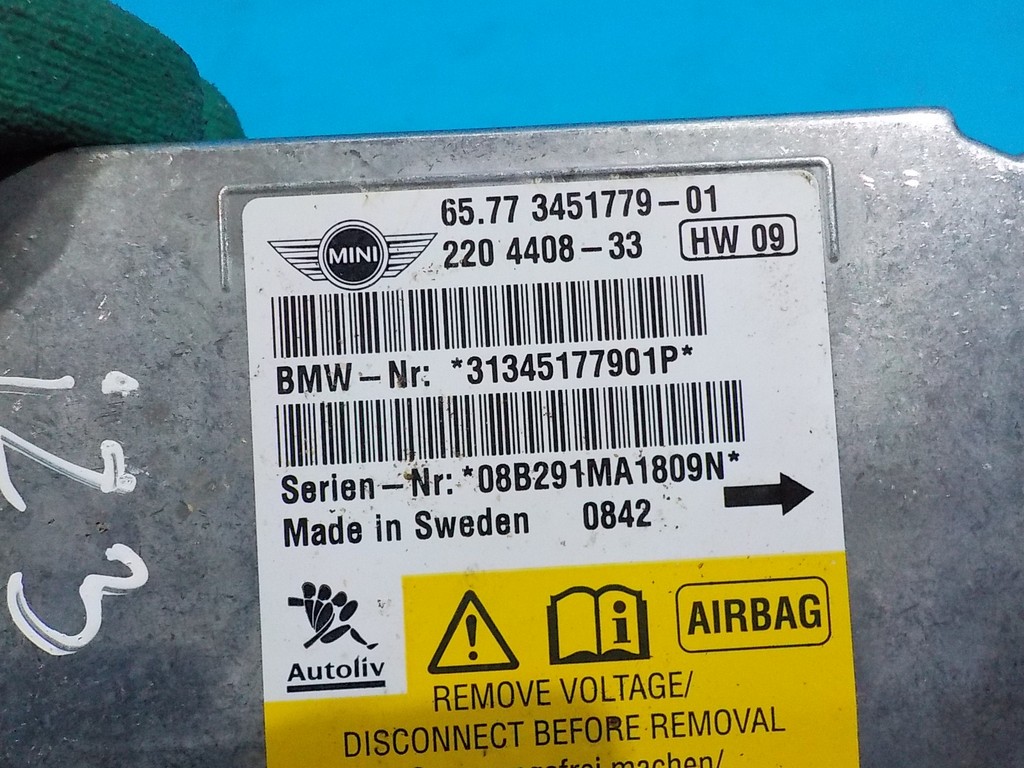 65.77 3451779-01
MINI
220 4408-33
HW 09
BMW-Nr: *31345177901P*
Serien-Nr: *08B291MA1809N*
Made in Sweden 0842
Autoliv
AIRBAG
REMOVE VOLTAGE/
DISCONNECT BEFORE REMOVAL
machen/